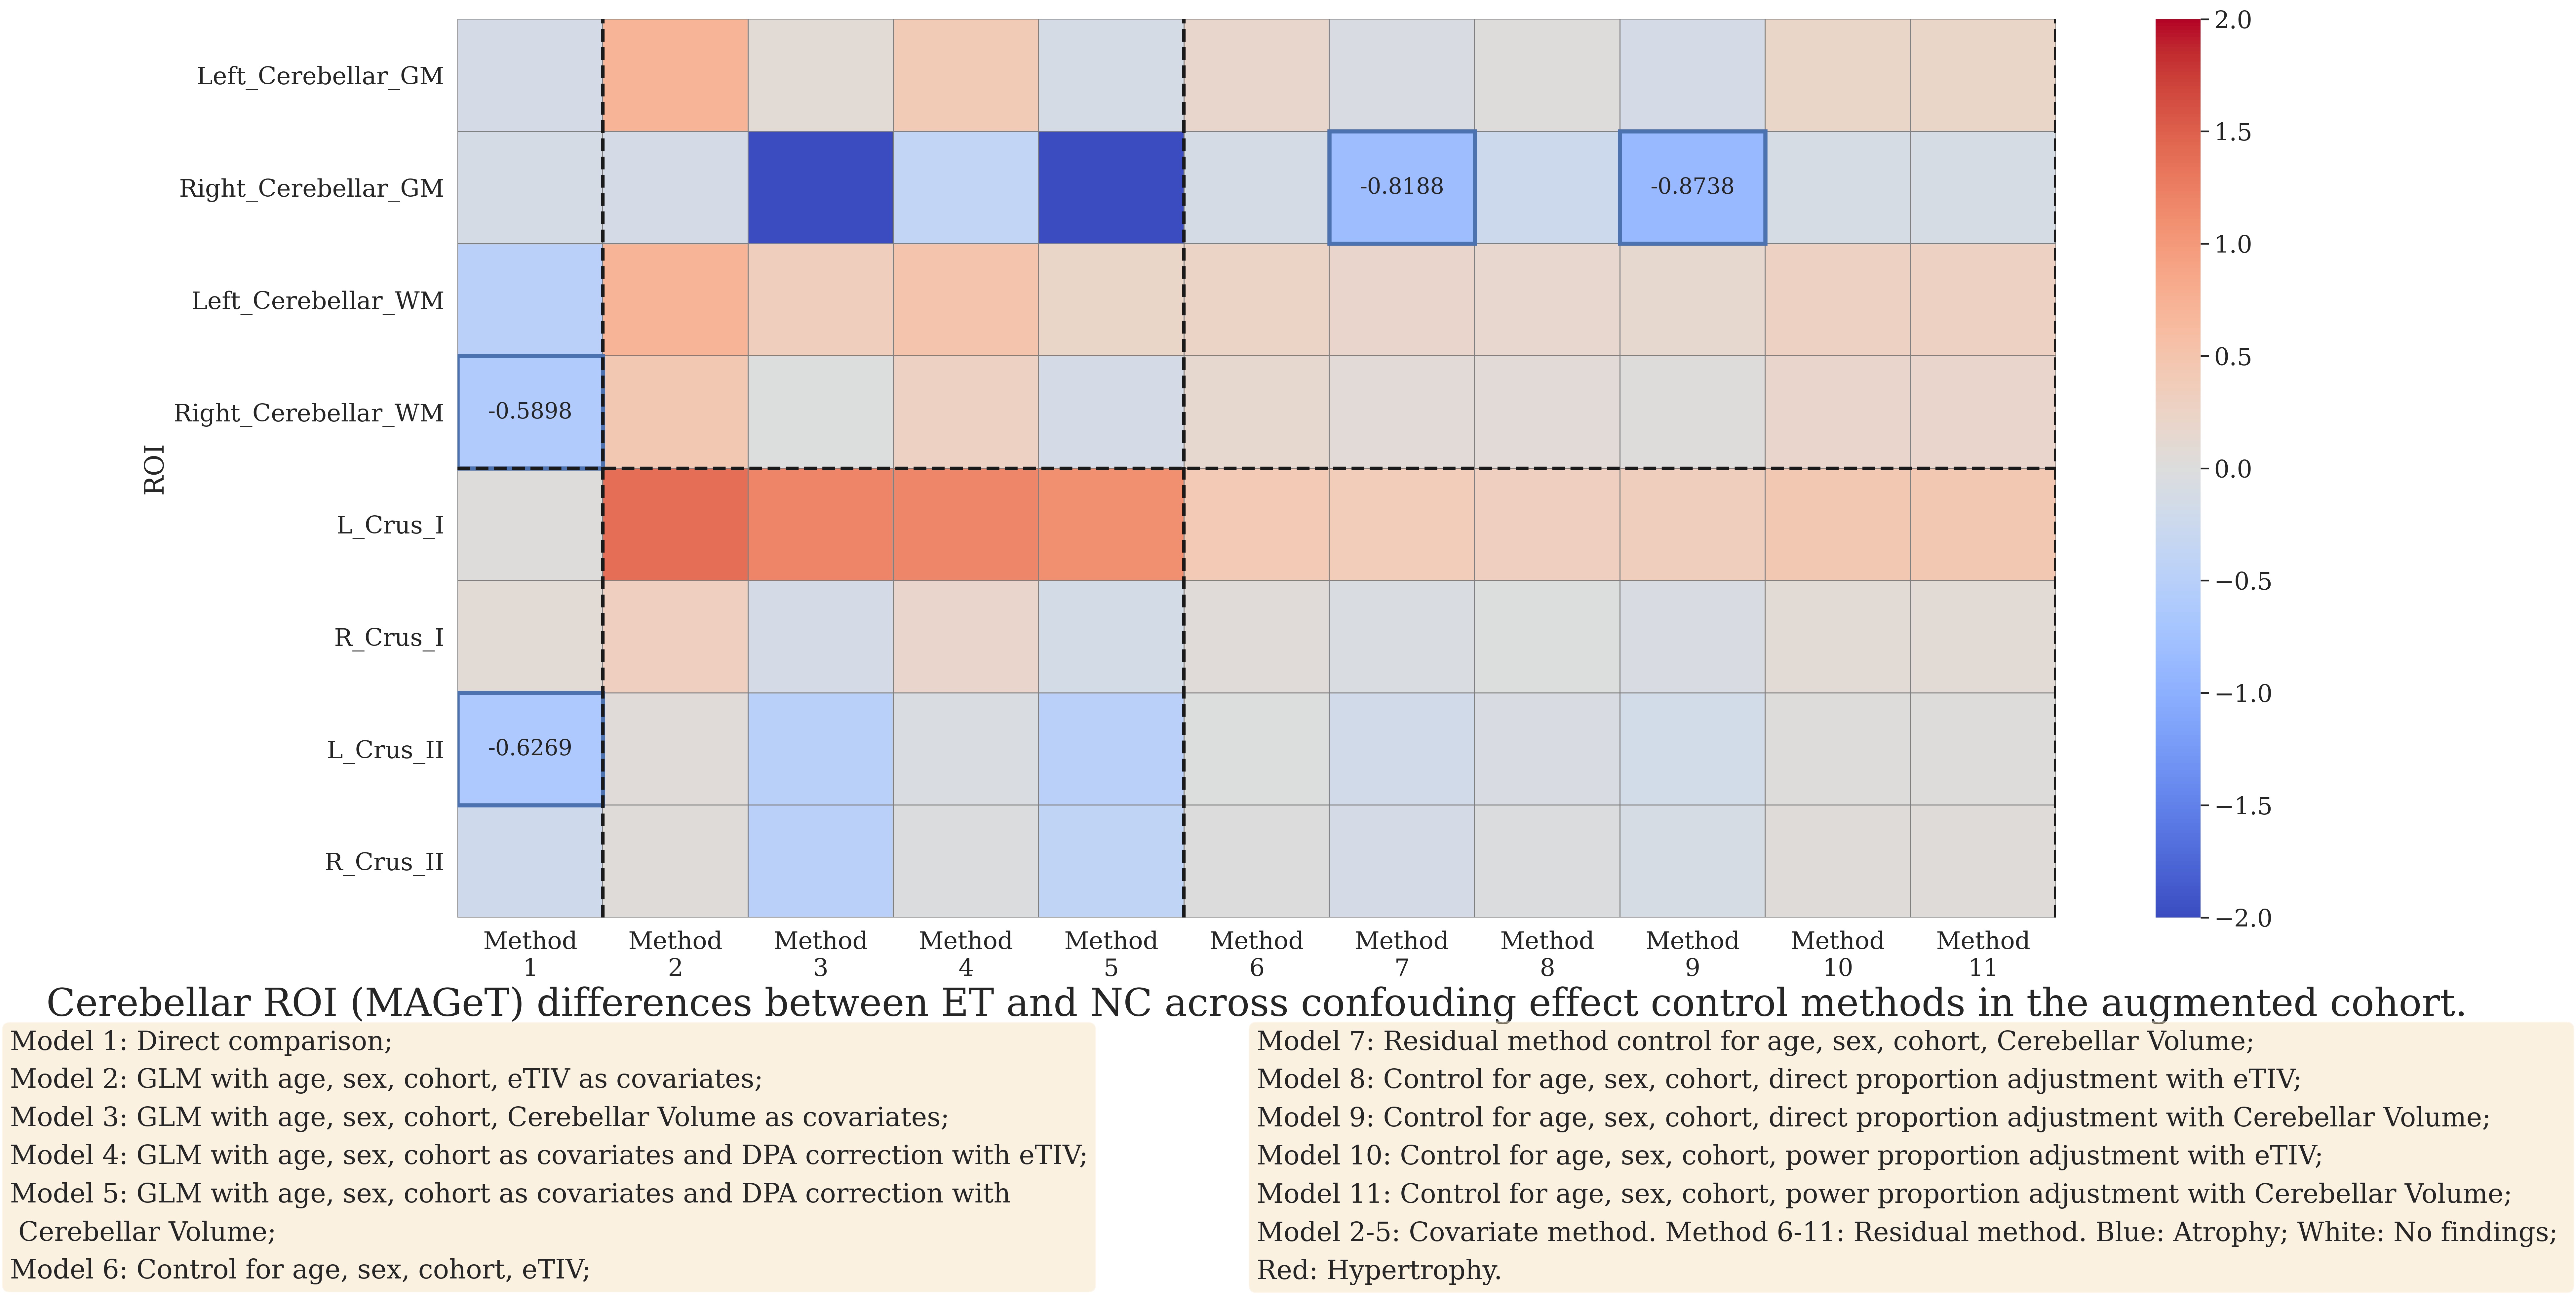 Left_Cerebellar_GM
Right_Cerebellar_GM
-0.8188
-0.8738
Left_Cerebellar_WM
Right_Cerebellar_WM
-0.5898
ROI
L_Crus_I
R_Crus_I
L_Crus_II
-0.6269
R_Crus_II
Method 1
Method 2
Method 3
Method 4
Method 5
Method 6
Method 7
Method 8
Method 9
Method 10
Method 11
2.0
1.5
1.0
0.5
0.0
−0.5
−1.0
−1.5
−2.0
Cerebellar ROI (MAGeT) differences between ET and NC across confouding effect control methods in the augmented cohort.
Model 1: Direct comparison;
Model 2: GLM with age, sex, cohort, eTIV as covariates;
Model 3: GLM with age, sex, cohort, Cerebellar Volume as covariates;
Model 4: GLM with age, sex, cohort as covariates and DPA correction with eTIV;
Model 5: GLM with age, sex, cohort as covariates and DPA correction with
Cerebellar Volume;
Model 6: Control for age, sex, cohort, eTIV;
Model 7: Residual method control for age, sex, cohort, Cerebellar Volume;
Model 8: Control for age, sex, cohort, direct proportion adjustment with eTIV;
Model 9: Control for age, sex, cohort, direct proportion adjustment with Cerebellar Volume;
Model 10: Control for age, sex, cohort, power proportion adjustment with eTIV;
Model 11: Control for age, sex, cohort, power proportion adjustment with Cerebellar Volume;
Model 2-5: Covariate method. Method 6-11: Residual method. Blue: Atrophy; White: No findings;
Red: Hypertrophy.